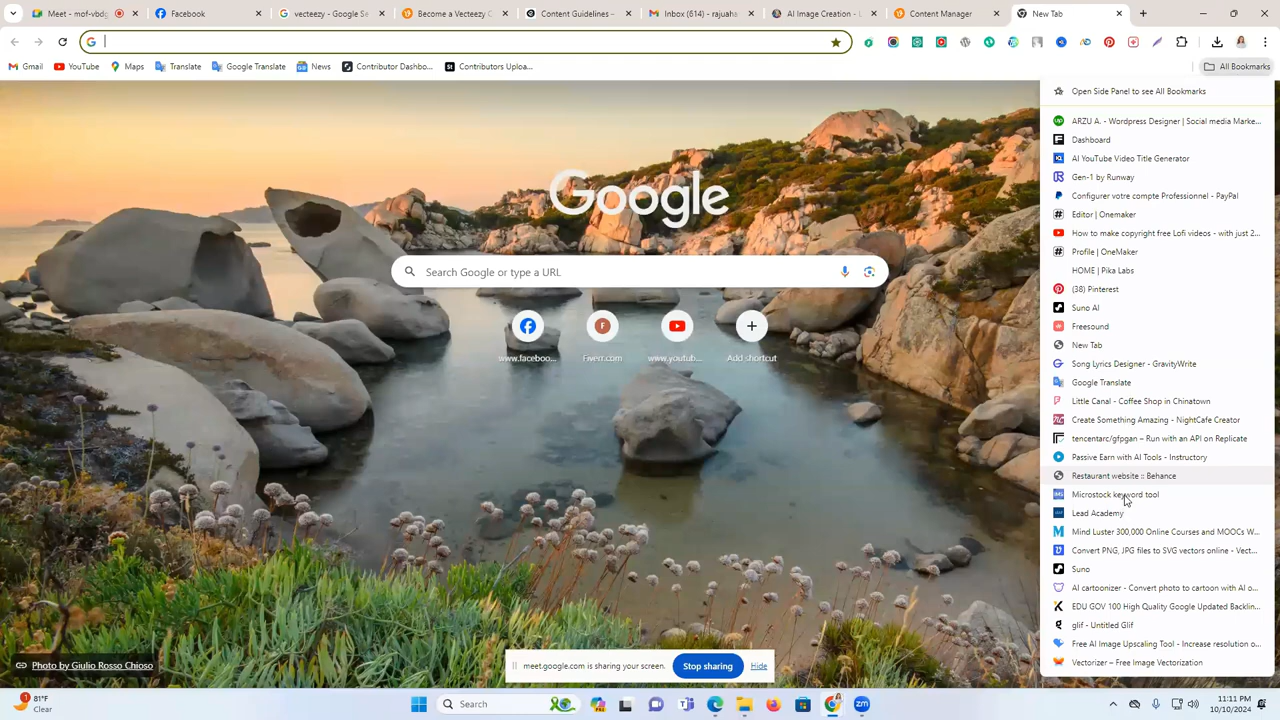 Meet - mof-vdqg
Facebook
vecteezy - Google Se
Become a Vecteezy C
Content Guidelines –
Inbox (614) - rajuaha
AI Image Creation - L
Content Manager
New Tab
Gmail
YouTube
Maps
Translate
Google Translate
News
Contributor Dashbo...
Contributors Uploa...
All Bookmarks
Open Side Panel to see All Bookmarks
ARZU A. - Wordpress Designer | Social media Marke...
Dashboard
AI YouTube Video Title Generator
Gen-1 by Runway
Configurer votre compte Professionnel - PayPal
Editor | Onemaker
How to make copyright free Lofi videos - with just 2...
Profile | OneMaker
HOME | Pika Labs
(38) Pinterest
Suno AI
Freesound
New Tab
Song Lyrics Designer - GravityWrite
Google Translate
Little Canal - Coffee Shop in Chinatown
Create Something Amazing - NightCafe Creator
tencentarc/gfpgan – Run with an API on Replicate
Passive Earn with AI Tools - Instructory
Restaurant website :: Behance
Microstock keyword tool
Lead Academy
Mind Luster 300,000 Online Courses and MOOCs W...
Convert PNG, JPG files to SVG vectors online - Vect...
Suno
AI cartoonizer - Convert photo to cartoon with AI o...
EDU GOV 100 High Quality Google Updated Backlin...
glif - Untitled Glif
Free AI Image Upscaling Tool - Increase resolution o...
Vectorizer – Free Image Vectorization
Google
Search Google or type a URL
F
www.faceboo...
Fiverr.com
www.youtub...
Add shortcut
Photo by Giulio Rosso Chioso
meet.google.com is sharing your screen.
Stop sharing
Hide
81°F
Clear
Search
11:11 PM
10/10/2024